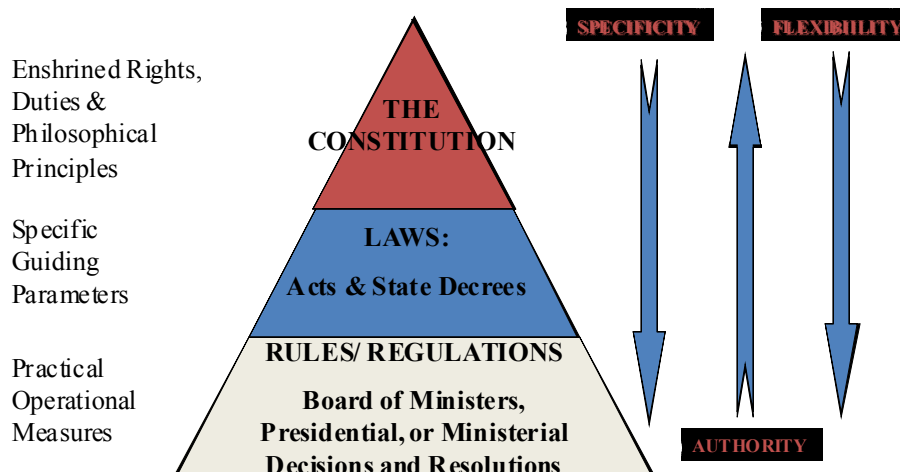 Enshrined Rights,
Duties &
Philosophical
Principles
Specific
Guiding
Parameters
Practical
Operational
Measures
THE
CONSTITUTION
LAWS:
Acts & State Decrees
RULES/ REGULATIONS
Board of Ministers,
Presidential, or Ministerial
Decisions and Resolutions
SPECIFICITY
FLEXIBIILITY
AUTHORITY